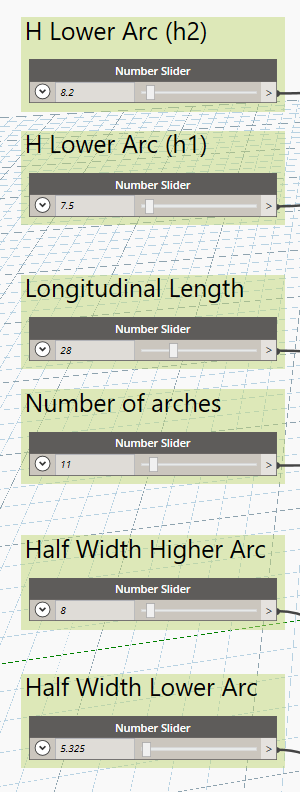 H Lower Arc (h2)
Number Slider
8.2 >
H Lower Arc (h1)
Number Slider
7.5 >
Longitudinal Length
Number Slider
28 >
Number of arches
Number Slider
11 >
Half Width Higher Arc
Number Slider
8 >
Half Width Lower Arc
Number Slider
5.325 >